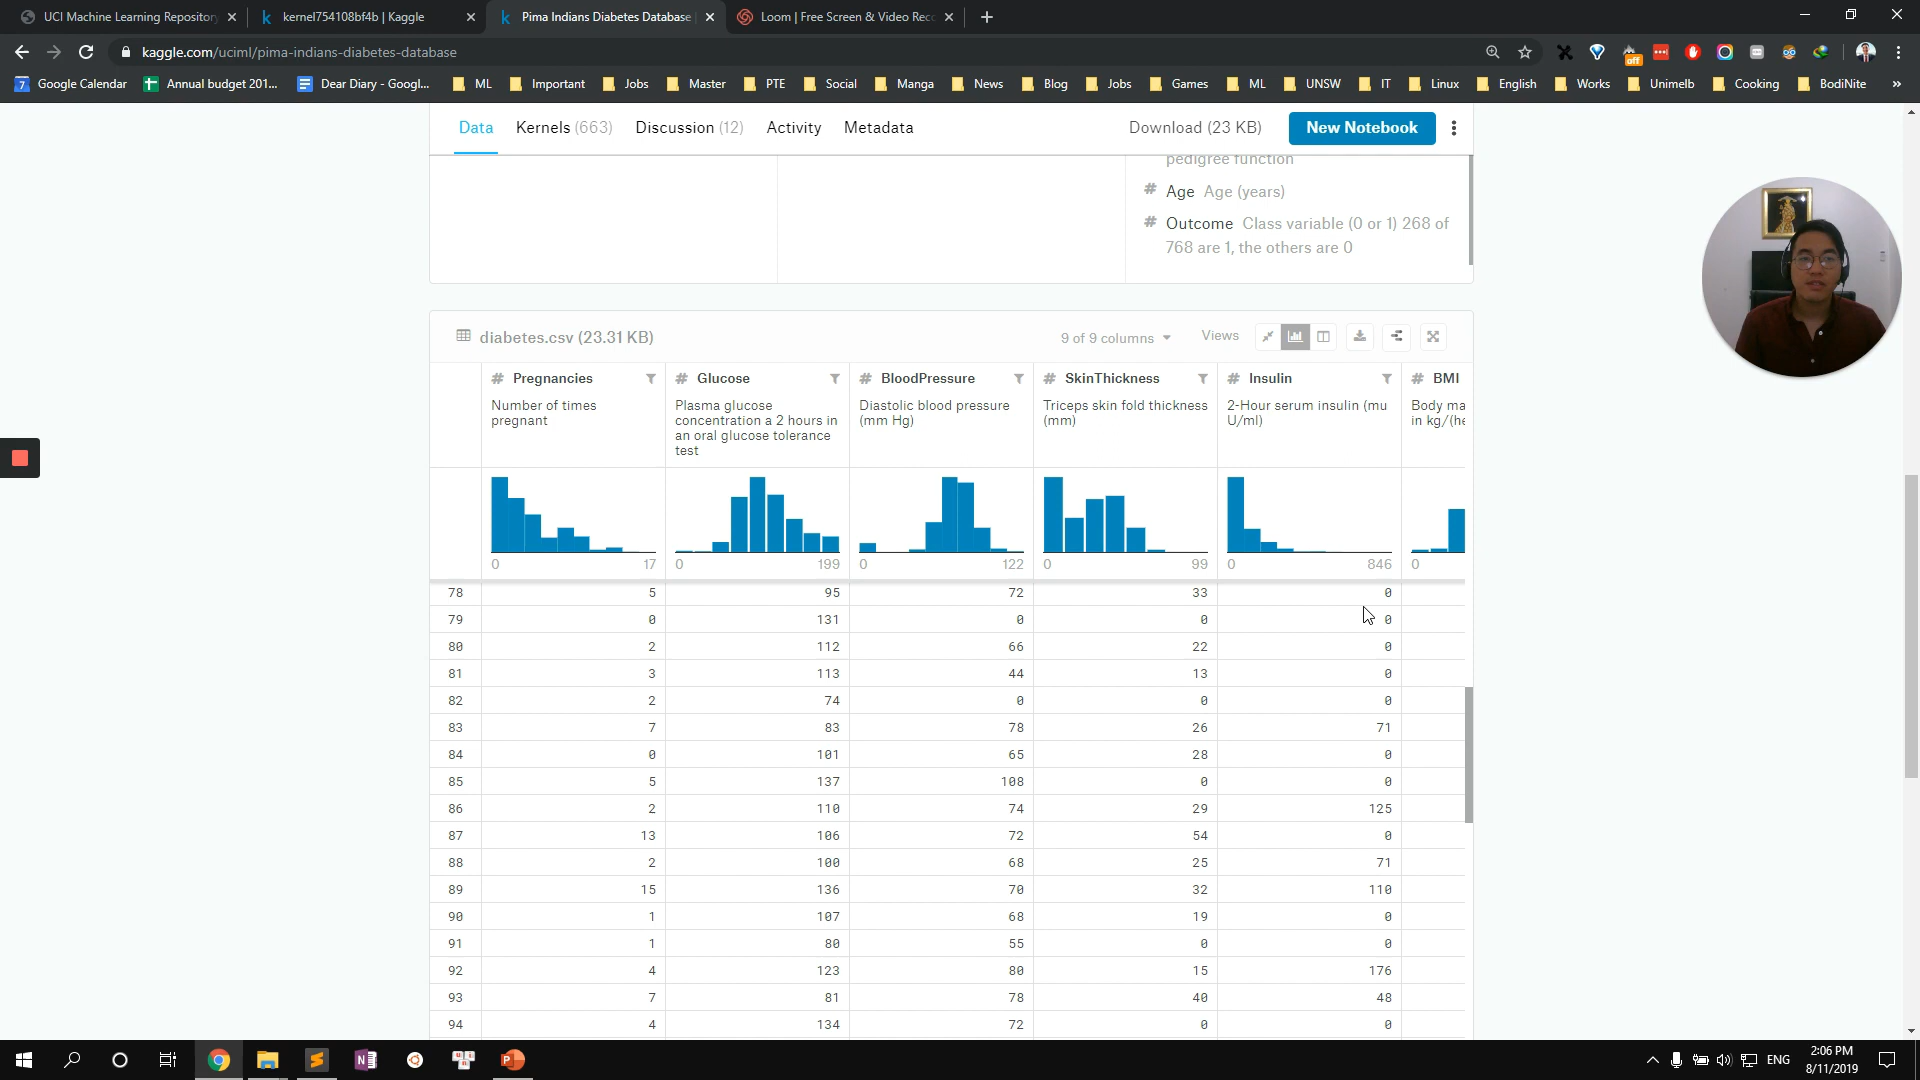 UCI Machine Learning Repository
kernel754108bf4b | Kaggle
Pima Indians Diabetes Database
Loom | Free Screen & Video Rec
kaggle.com/uciml/pima-indians-diabetes-database
off
7 Google Calendar
Annual budget 201...
Dear Diary - Googl...
ML
Important
Jobs
Master
PTE
Social
Manga
News
Blog
Jobs
Games
ML
UNSW
IT
Linux
English
Works
Unimelb
Cooking
BodiNite
»
Data Kernels (663) Discussion (12) Activity Metadata Download (23 KB) New Notebook
pedigree function
# Age Age (years)
# Outcome Class variable (0 or 1) 268 of
768 are 1, the others are 0
diabetes.csv (23.31 KB) 9 of 9 columns Views
# Pregnancies # Glucose # BloodPressure # SkinThickness # Insulin # BMI
Number of times
pregnant
Plasma glucose
concentration a 2 hours in
an oral glucose tolerance
test
Diastolic blood pressure
(mm Hg)
Triceps skin fold thickness
(mm)
2-Hour serum insulin (mu
U/ml)
Body ma
in kg/(he
0 17 0 199 0 122 0 99 0 846 0
78 5 95 72 33 0
79 0 131 0 0 0
80 2 112 66 22 0
81 3 113 44 13 0
82 2 74 0 0 0
83 7 83 78 26 71
84 0 101 65 28 0
85 5 137 108 0 0
86 2 110 74 29 125
87 13 106 72 54 0
88 2 100 68 25 71
89 15 136 70 32 110
90 1 107 68 19 0
91 1 80 55 0 0
92 4 123 80 15 176
93 7 81 78 40 48
94 4 134 72 0 0
ENG
2:06 PM
8/11/2019